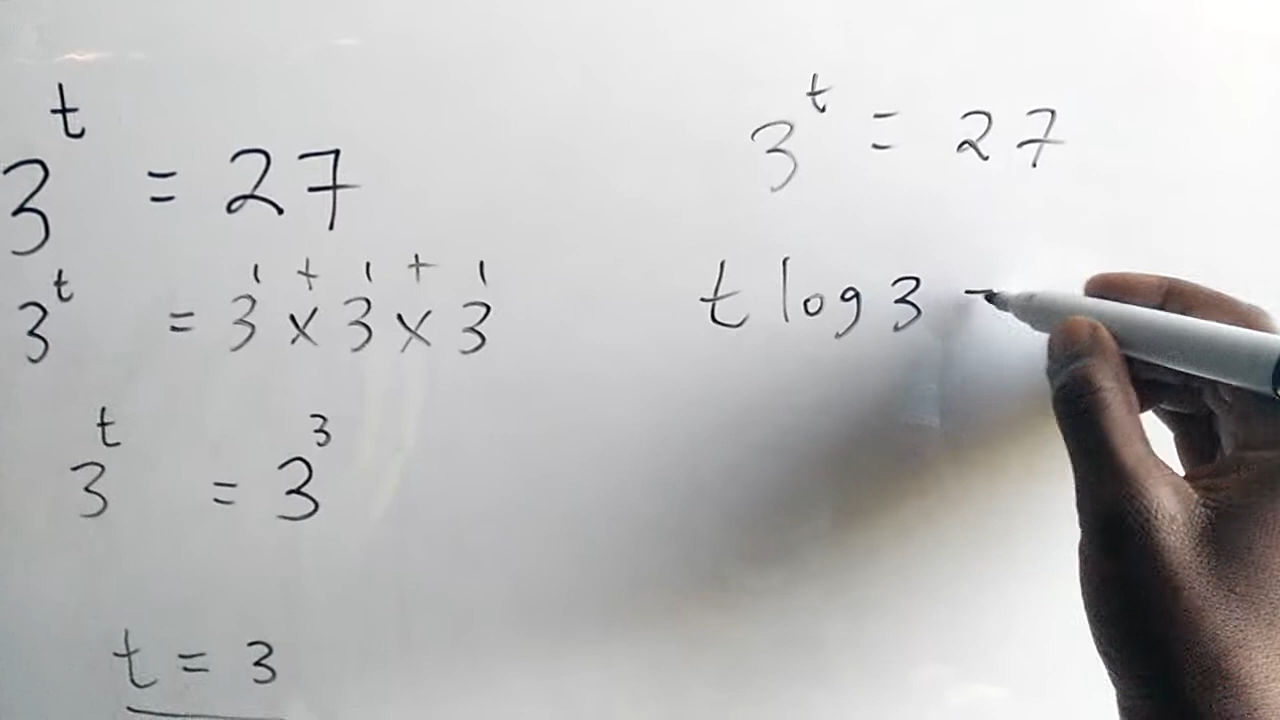 3^t = 27
3^t = 3^1 × 3^1 × 3^1
+ +
3^t = 3^3
t = 3
3^t = 27
t log 3 -